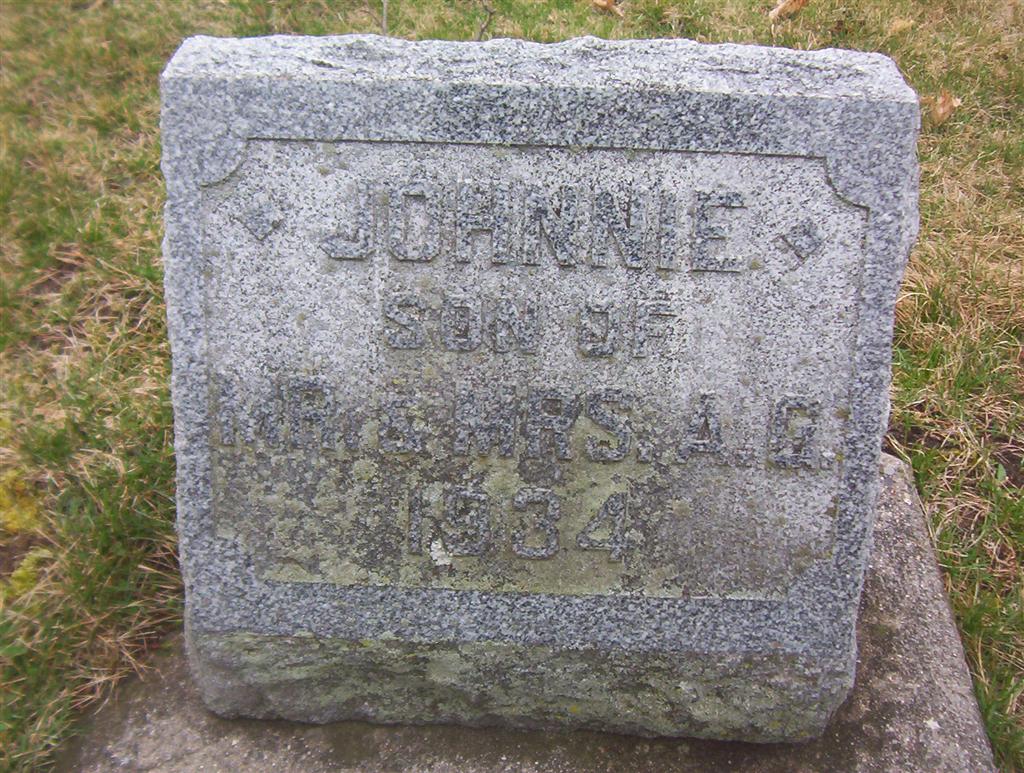 JOHNNIE
SON OF
MR. & MRS. A. G.
1934